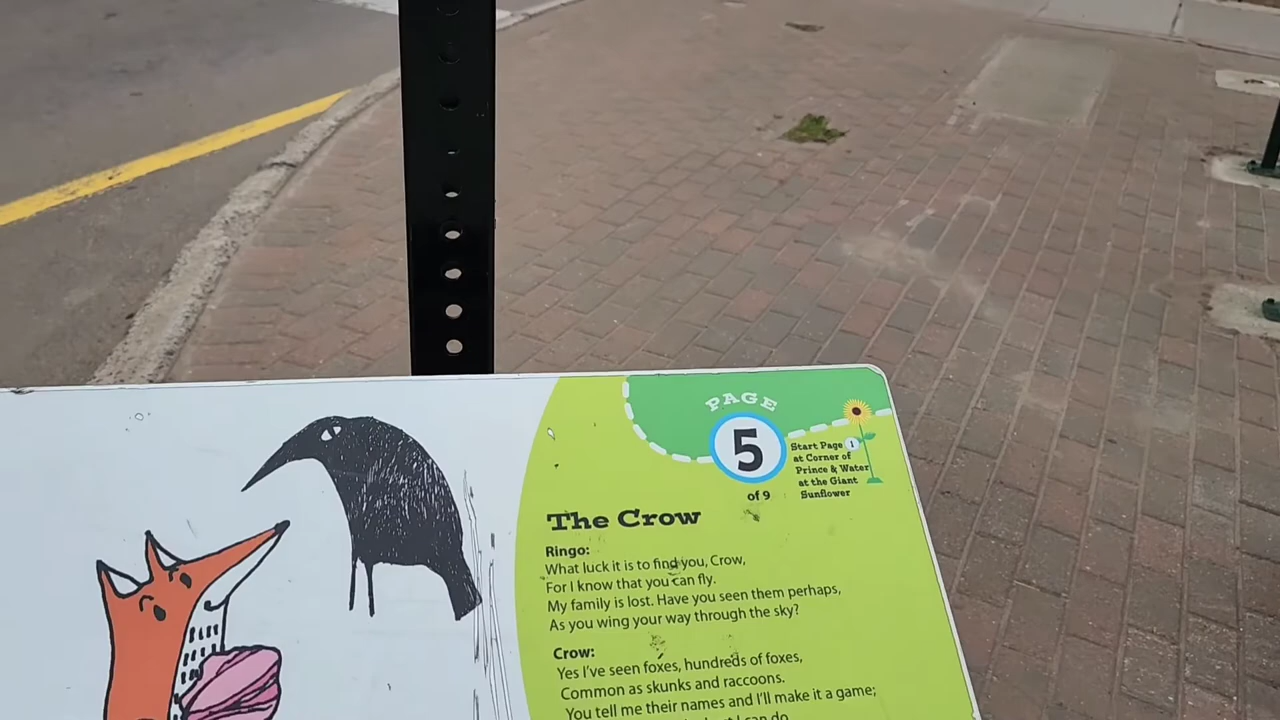 PAGE
5
of 9
Start Page 1
at Corner of
Prince & Water
at the Giant
Sunflower
The Crow
Ringo:
What luck it is to find you, Crow,
For I know that you can fly.
My family is lost. Have you seen them perhaps,
As you wing your way through the sky?
Crow:
Yes I've seen foxes, hundreds of foxes,
Common as skunks and raccoons.
You tell me their names and I'll make it a game;
I can do